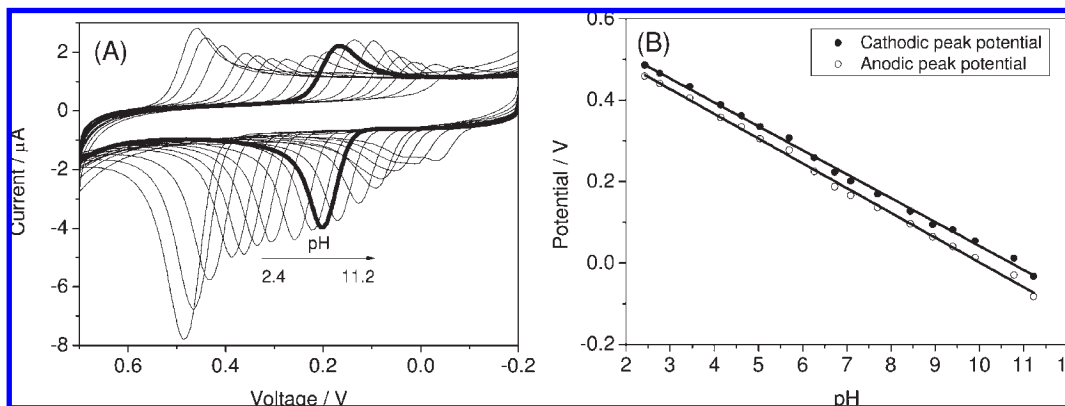 (A)
2
0
-2
-4
-6
-8
Current / μA
pH
2.4 11.2
0.6 0.4 0.2 0.0 -0.2
Voltage / V
(B)
Cathodic peak potential
Anodic peak potential
0.6
0.4
0.2
0.0
-0.2
Potential / V
2 3 4 5 6 7 8 9 10 11
pH